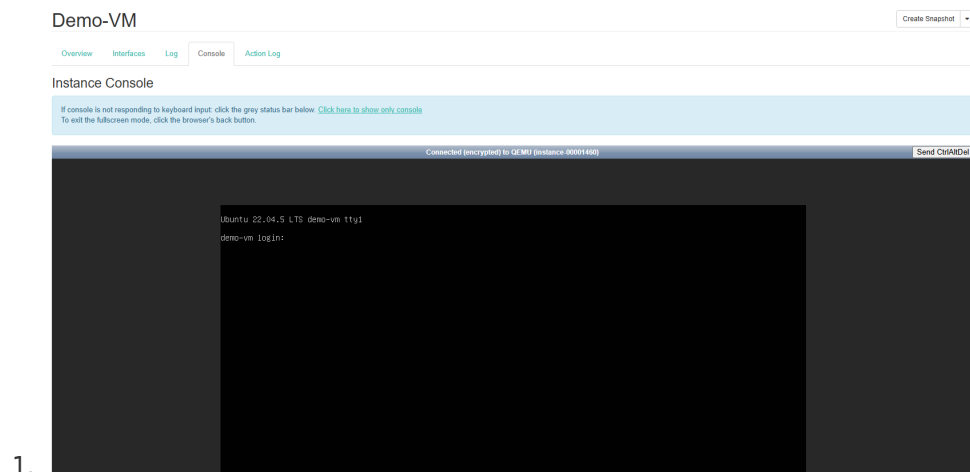 Demo-VM
Create Snapshot
Overview Interfaces Log Console Action Log
Instance Console
If console is not responding to keyboard input: click the grey status bar below. Click here to show only console
To exit the fullscreen mode, click the browser's back button.
Connected (encrypted) to QEMU (instance-00001460)
Send CtrlAltDel
Ubuntu 22.04.5 LTS demo-vm tty1
demo-vm login:
1.